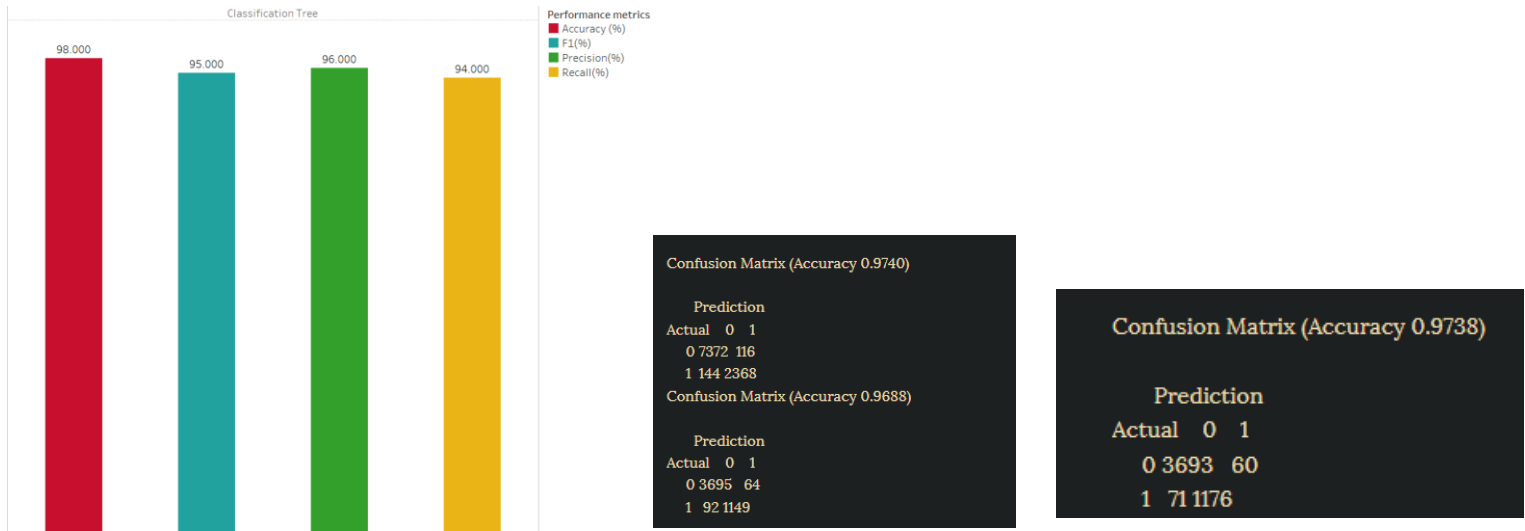 Classification Tree
98.000
95.000
96.000
94.000
Performance metrics
Accuracy (%)
F1(%)
Precision(%)
Recall(%)
Confusion Matrix (Accuracy 0.9740)
Prediction
Actual 0 1
0 7372 116
1 144 2368
Confusion Matrix (Accuracy 0.9688)
Prediction
Actual 0 1
0 3695 64
1 92 1149
Confusion Matrix (Accuracy 0.9738)
Prediction
Actual 0 1
0 3693 60
1 71 1176